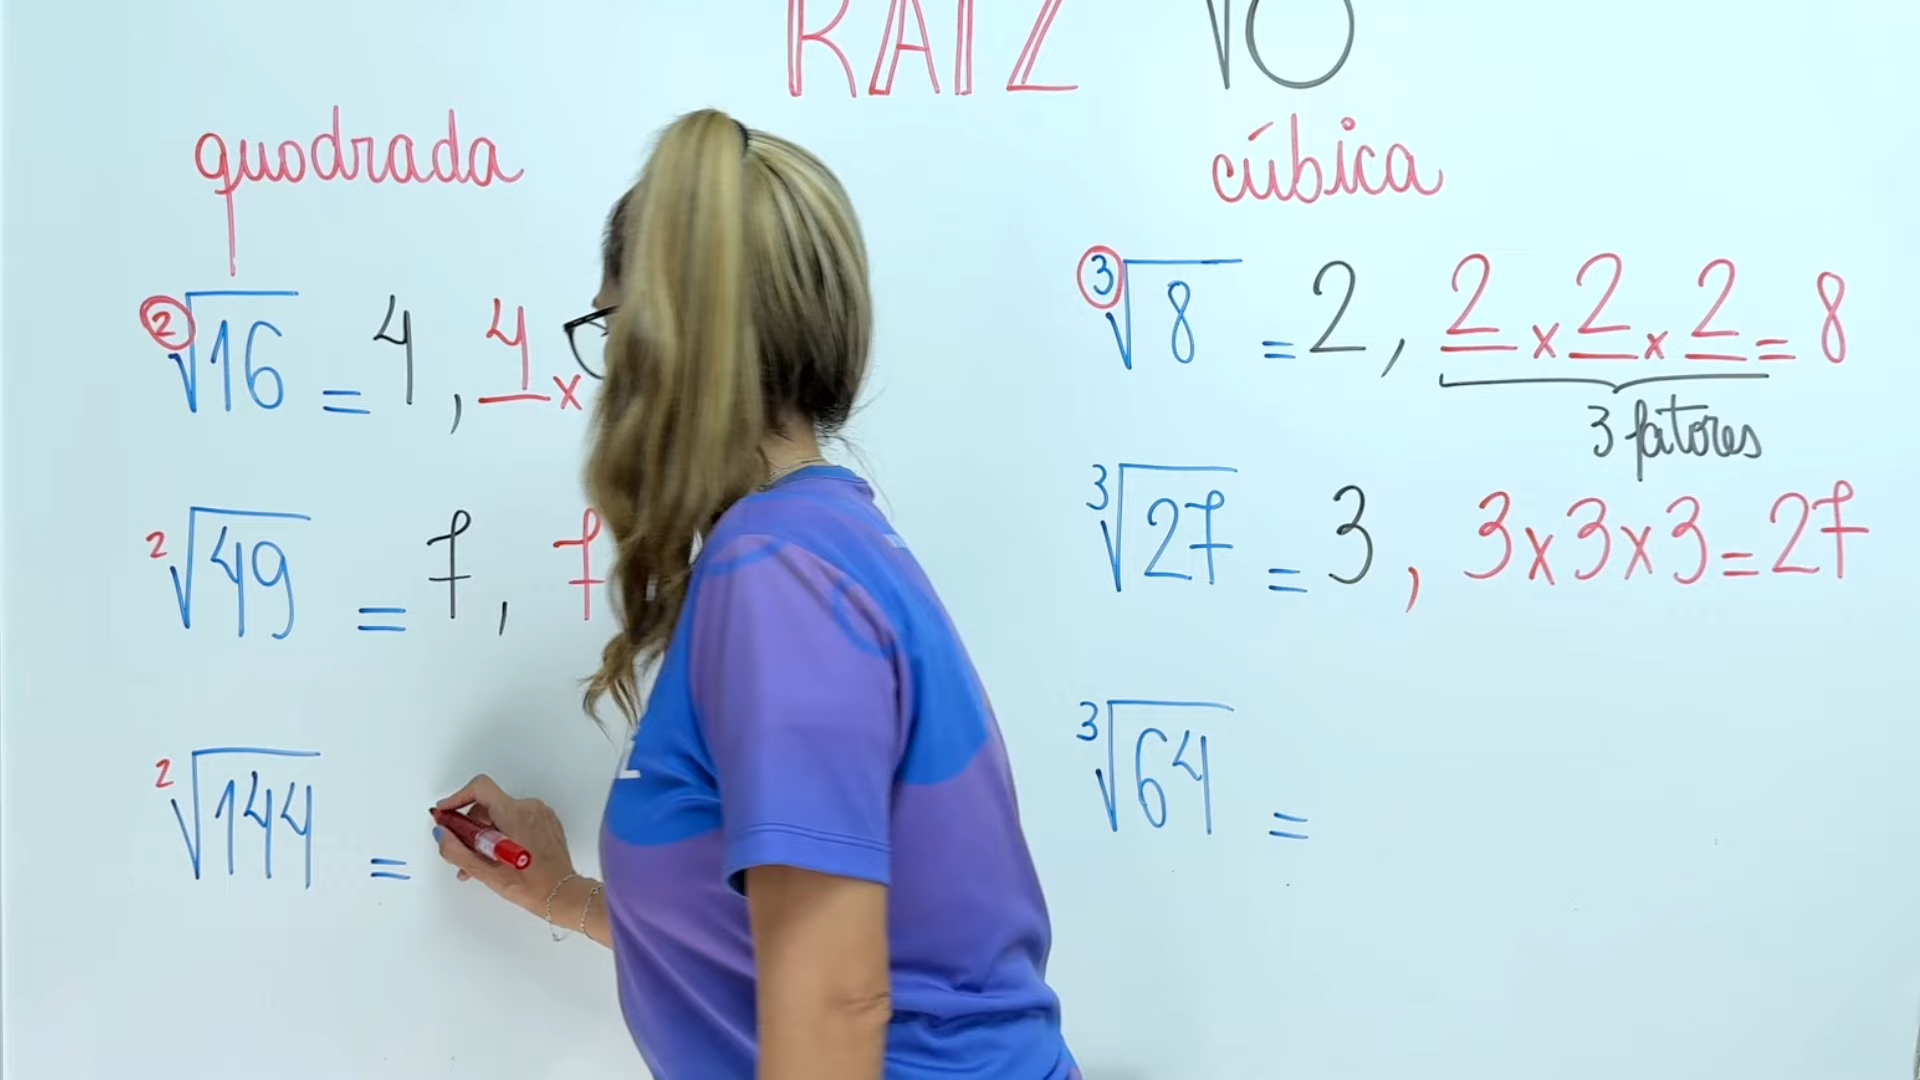 RAIZ √
quadrada
²√16 = 4, 4 x
²√49 = 7, 7
²√144 =
cúbica
³√8 = 2, 2 x 2 x 2 = 8
3 fatores
³√27 = 3, 3x3x3=27
³√64 =